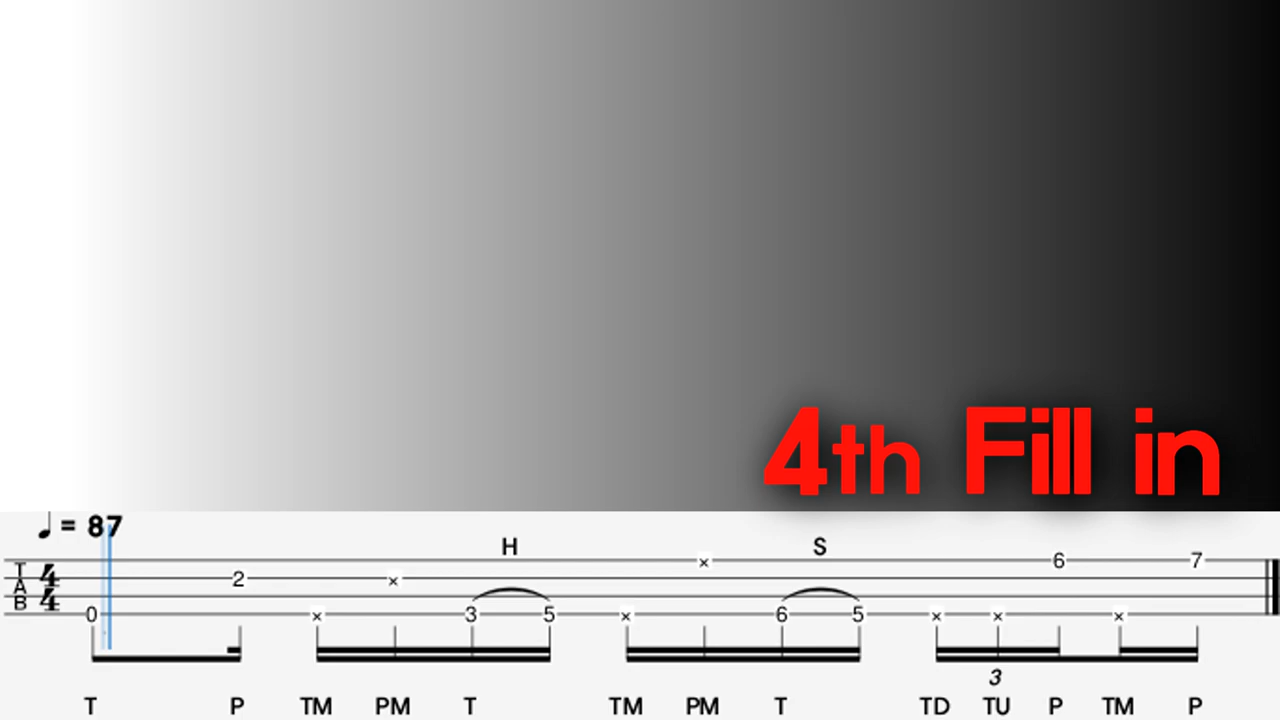 4th Fill in
♩ = 87
H S
T A B 4 4 0 2 × × 3 5 × × 6 5 × × 6 × 7
3
T P TM PM T TM PM T TD TU P TM P